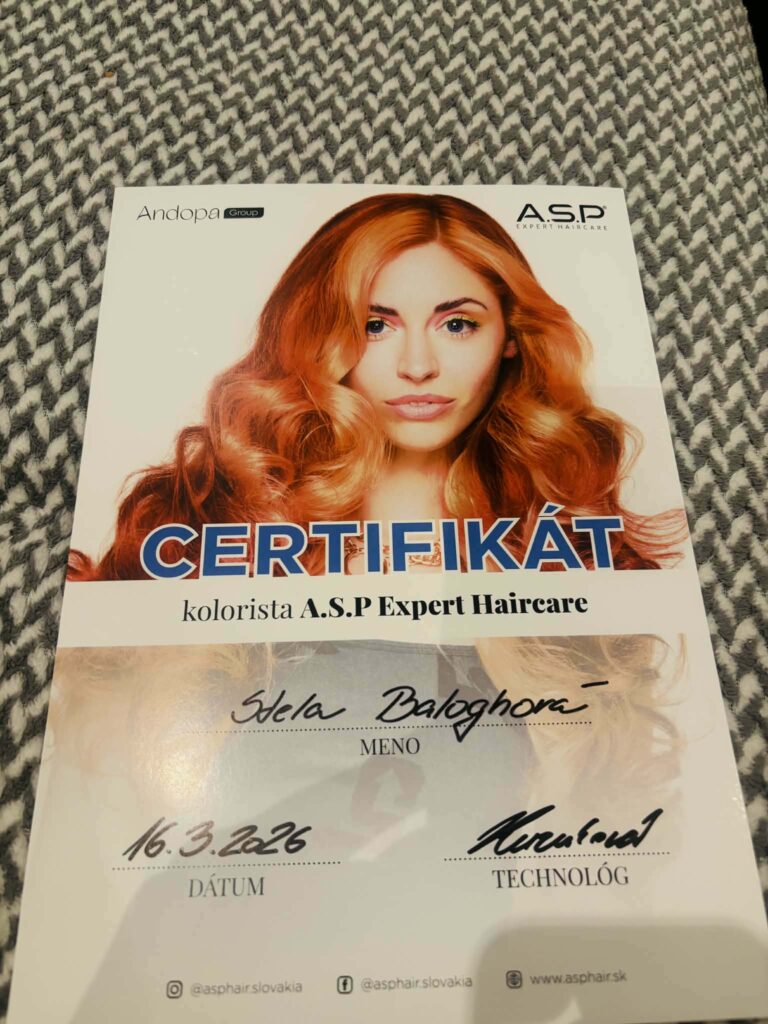 Andopa Group
A.S.P®
EXPERT HAIRCARE
CERTIFIKÁT
kolorista A.S.P Expert Haircare
Stela Baloghová
MENO
16.3.2026
DÁTUM
TECHNOLÓG
@asphair.slovakia @asphair.slovakia www.asphair.sk